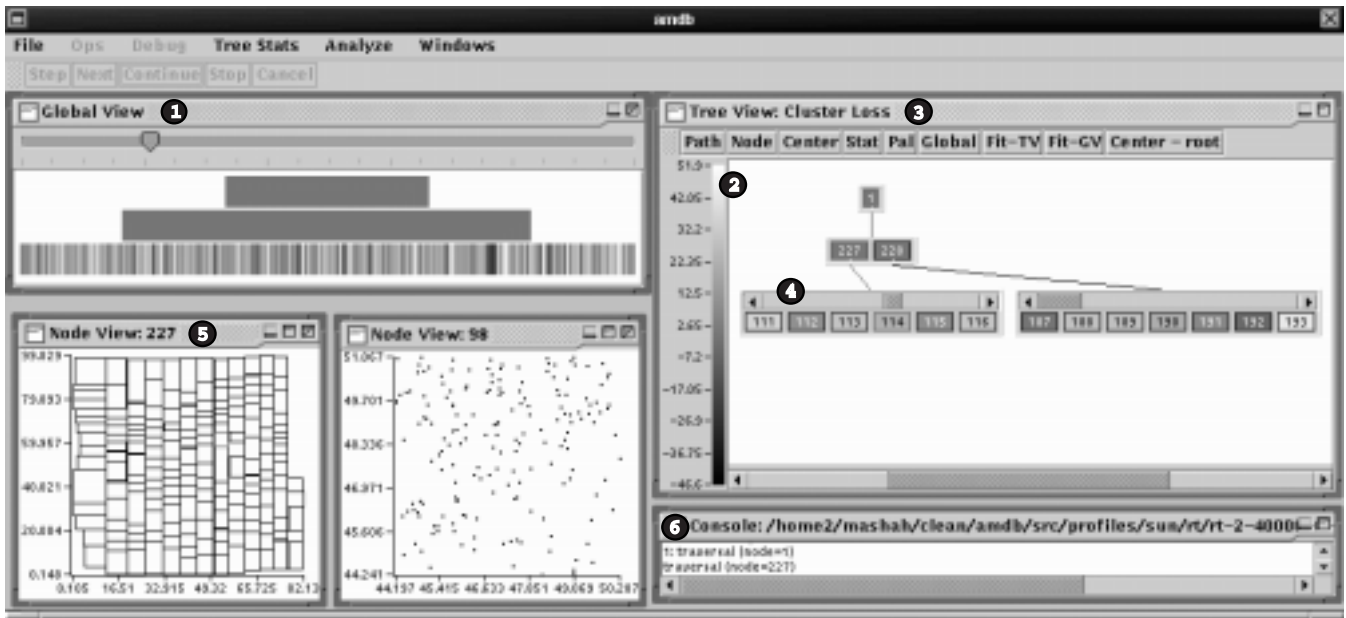 amdb
File Ops Debug Tree Stats Analyze Windows
Step Next Continue Stop Cancel
Global View 1
Tree View: Cluster Loss 3
Path Node Center Stat Pal Global Fit-TV Fit-GV Center - root
51.9
42.05
32.2
22.35
12.5
2.65
-7.2
-17.05
-26.9
-36.75
-46.6
2
1
227 228
4
111 112 113 114 115 116
187 188 189 190 191 192 193
Node View: 227 5
99.829
79.893
59.957
40.021
20.084
0.148
0.105 16.51 32.915 49.32 65.725 82.13
Node View: 98
51.067
49.701
48.336
46.971
45.606
44.241
44.197 45.415 46.633 47.851 49.069 50.287
6 Console: /home2/mashah/clean/amdb/src/profiles/sun/rt/rt-2-4000
1: traversal (node=1)
traversal (node=227)